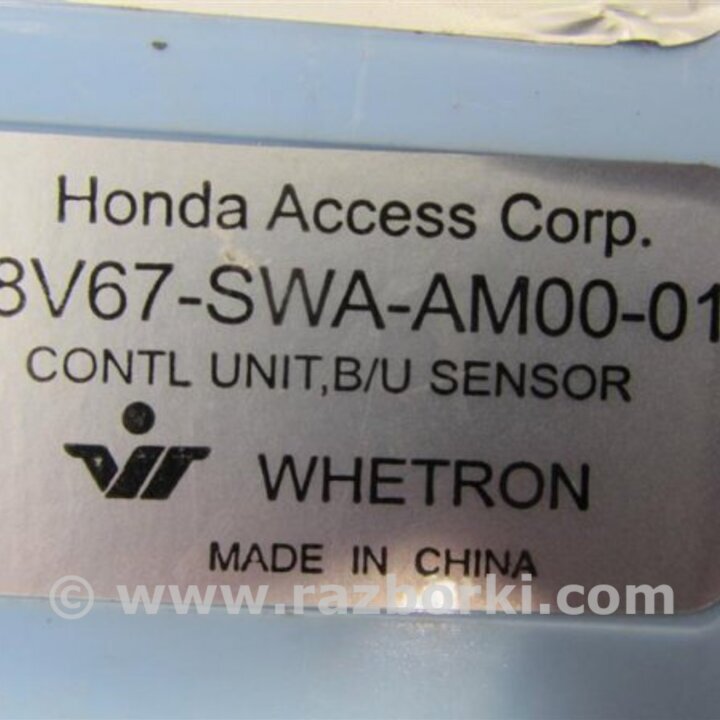 Honda Access Corp.
8V67-SWA-AM00-01
CONTL UNIT,B/U SENSOR
WHETRON
MADE IN CHINA
© www.razborki.com